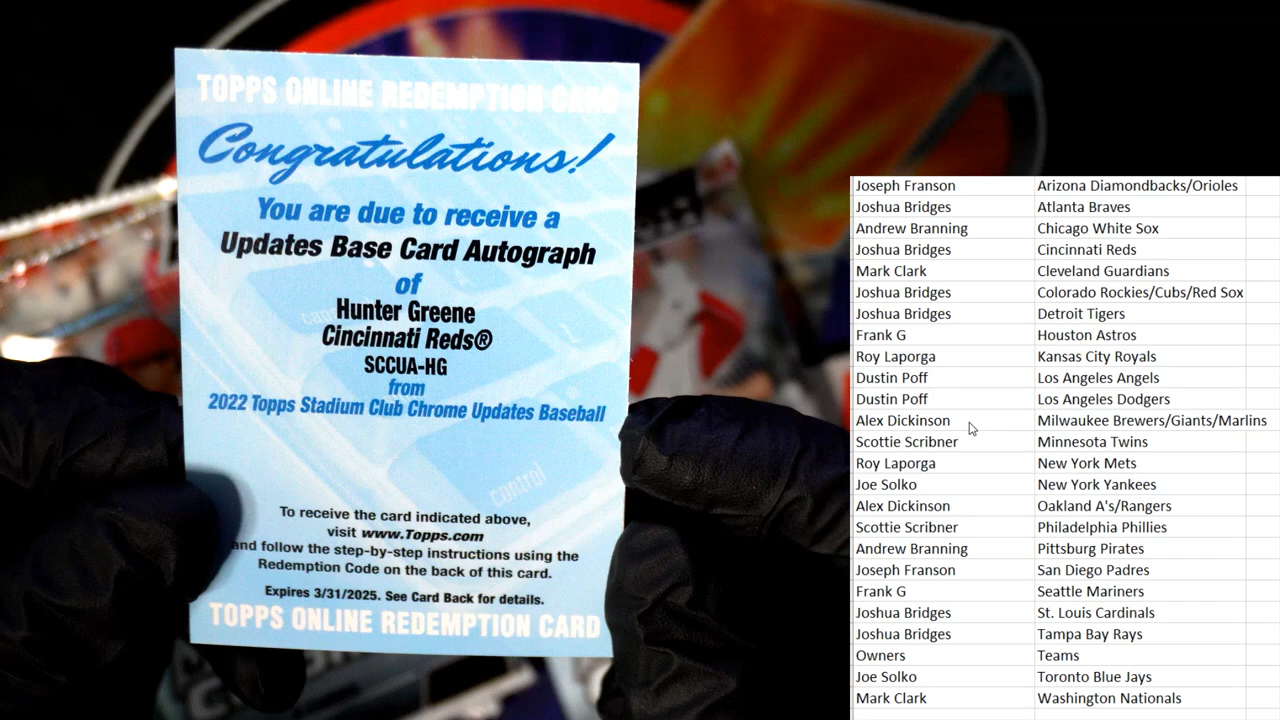 TOPPS ONLINE REDEMPTION CARD
Congratulations!
You are due to receive a
Updates Base Card Autograph
of
Hunter Greene
Cincinnati Reds®
SCCUA-HG
from
2022 Topps Stadium Club Chrome Updates Baseball
control
To receive the card indicated above,
visit www.Topps.com
and follow the step-by-step instructions using the
Redemption Code on the back of this card.
Expires 3/31/2025. See Card Back for details.
TOPPS ONLINE REDEMPTION CARD
Joseph Franson Arizona Diamondbacks/Orioles
Joshua Bridges Atlanta Braves
Andrew Branning Chicago White Sox
Joshua Bridges Cincinnati Reds
Mark Clark Cleveland Guardians
Joshua Bridges Colorado Rockies/Cubs/Red Sox
Joshua Bridges Detroit Tigers
Frank G Houston Astros
Roy Laporga Kansas City Royals
Dustin Poff Los Angeles Angels
Dustin Poff Los Angeles Dodgers
Alex Dickinson Milwaukee Brewers/Giants/Marlins
Scottie Scribner Minnesota Twins
Roy Laporga New York Mets
Joe Solko New York Yankees
Alex Dickinson Oakland A's/Rangers
Scottie Scribner Philadelphia Phillies
Andrew Branning Pittsburg Pirates
Joseph Franson San Diego Padres
Frank G Seattle Mariners
Joshua Bridges St. Louis Cardinals
Joshua Bridges Tampa Bay Rays
Owners Teams
Joe Solko Toronto Blue Jays
Mark Clark Washington Nationals